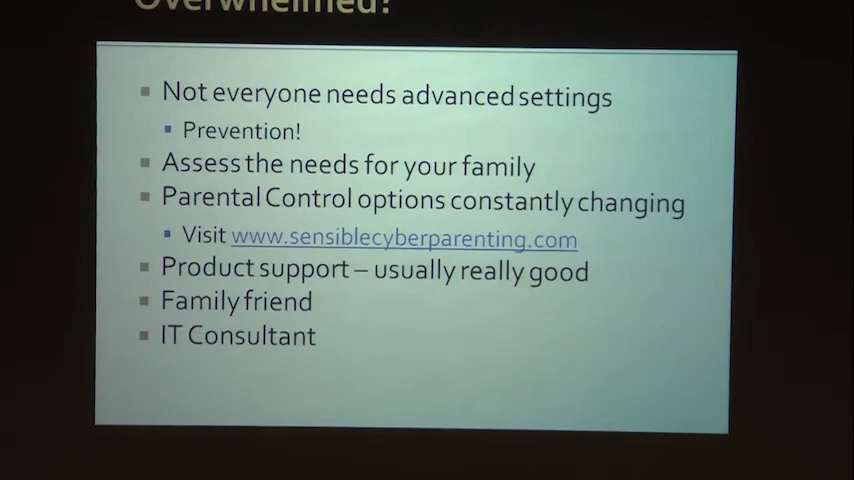 Overwhelmed?
Not everyone needs advanced settings
Prevention!
Assess the needs for your family
Parental Control options constantly changing
Visit www.sensiblecyberparenting.com
Product support – usually really good
Family friend
IT Consultant